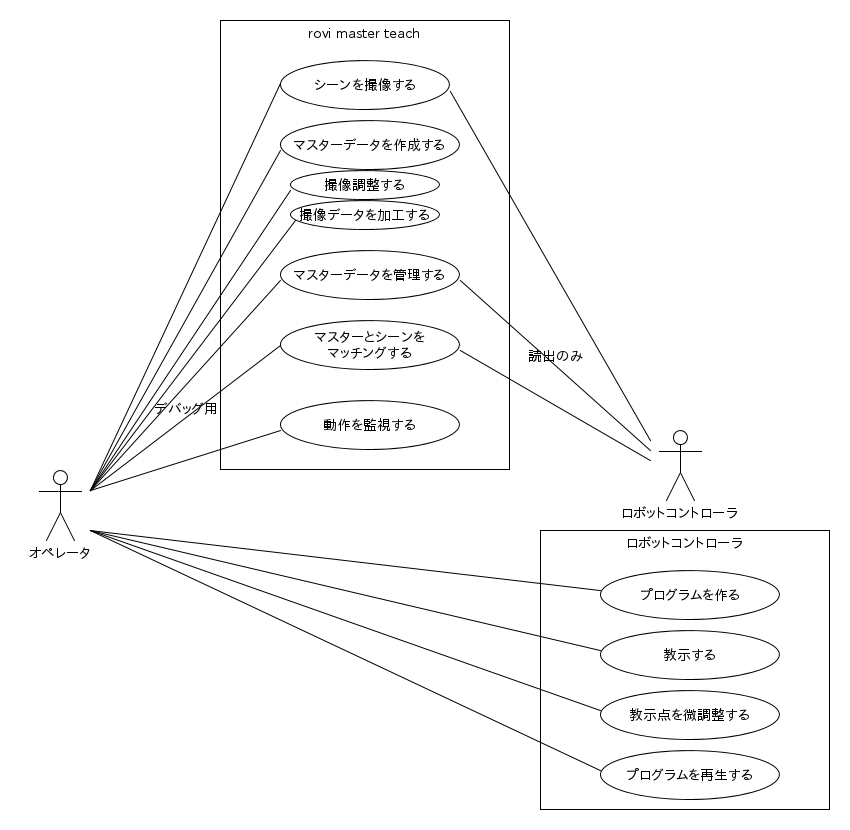 rovi master teach
シーンを撮像する
マスターデータを作成する
撮像調整する
撮像データを加工する
マスターデータを管理する
マスターとシーンを
マッチングする
読出のみ
デバッグ用
動作を監視する
オペレータ
ロボットコントローラ
ロボットコントローラ
プログラムを作る
教示する
教示点を微調整する
プログラムを再生する